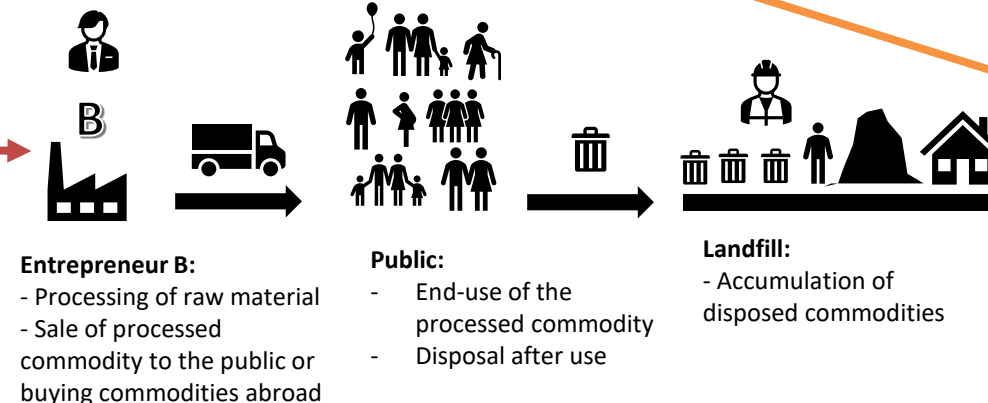 B
Entrepreneur B:
- Processing of raw material
- Sale of processed
commodity to the public or
buying commodities abroad
Public:
- End-use of the
processed commodity
- Disposal after use
Landfill:
- Accumulation of
disposed commodities